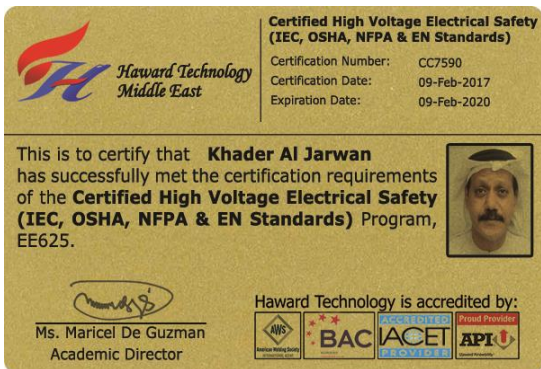 Haward Technology
Middle East
Certified High Voltage Electrical Safety
(IEC, OSHA, NFPA & EN Standards)
Certification Number: CC7590
Certification Date: 09-Feb-2017
Expiration Date: 09-Feb-2020
This is to certify that Khader Al Jarwan
has successfully met the certification requirements
of the Certified High Voltage Electrical Safety
(IEC, OSHA, NFPA & EN Standards) Program,
EE625.
Ms. Maricel De Guzman
Academic Director
Haward Technology is accredited by:
AWS
American Welding Society
BAC
ACCREDITED
IACET
PROVIDER
Proud Provider
API